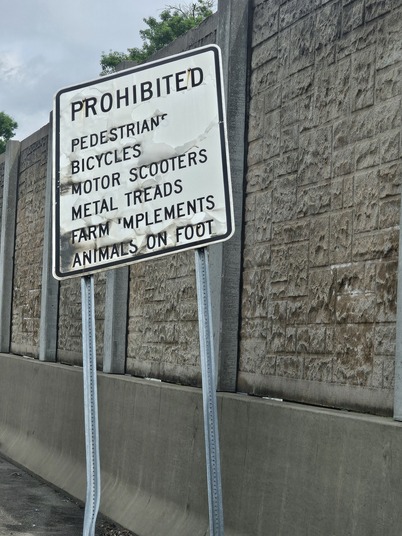 PROHIBITED
PEDESTRIANS
BICYCLES
MOTOR SCOOTERS
METAL TREADS
FARM IMPLEMENTS
ANIMALS ON FOOT